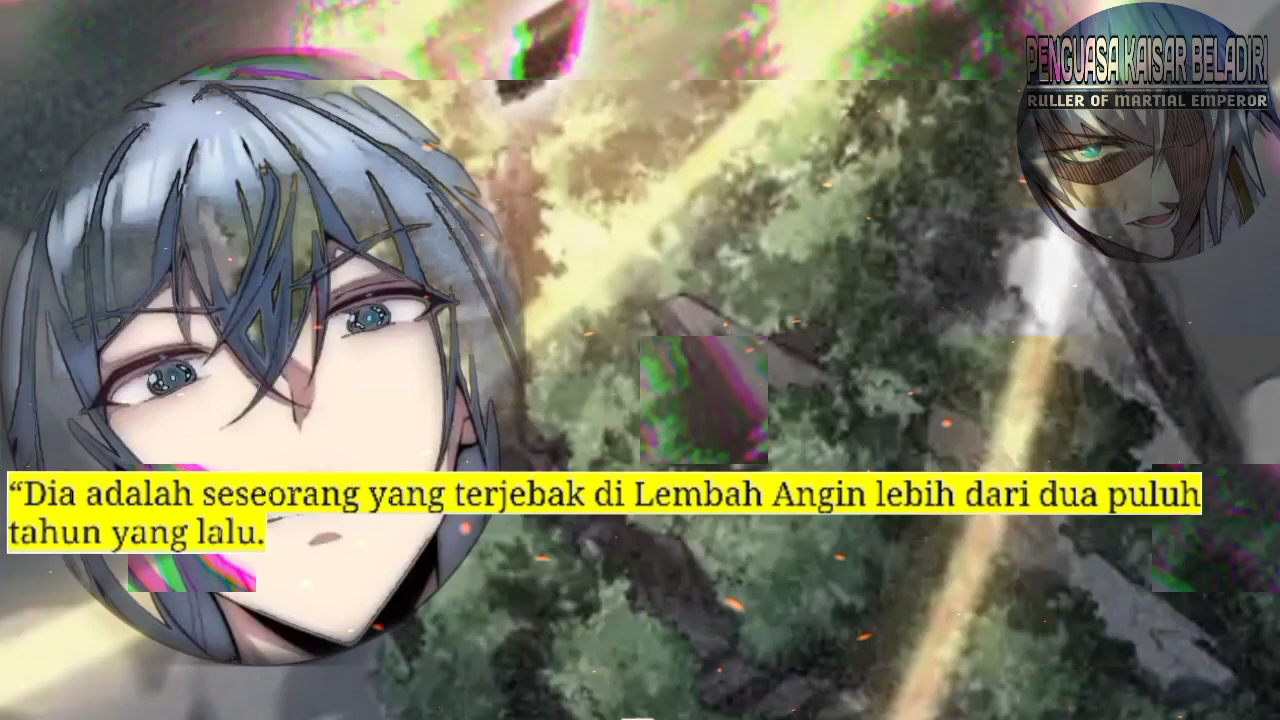 PENGUASA KAISAR BELADIRI
RULLER OF MARTIAL EMPEROR
“Dia adalah seseorang yang terjebak di Lembah Angin lebih dari dua puluh
tahun yang lalu.